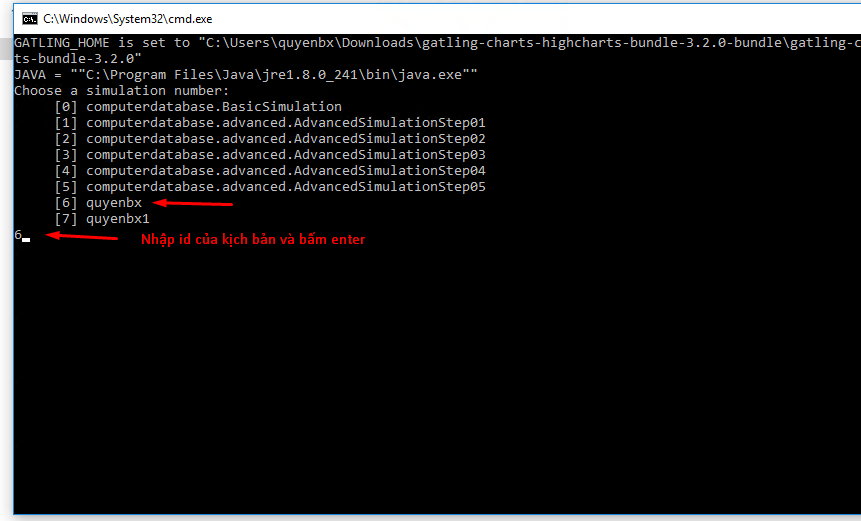 C:\Windows\System32\cmd.exe
GATLING_HOME is set to "C:\Users\quyenbx\Downloads\gatling-charts-highcharts-bundle-3.2.0-bundle\gatling-c
ts-bundle-3.2.0"
JAVA = ""C:\Program Files\Java\jre1.8.0_241\bin\java.exe""
Choose a simulation number:
[0] computerdatabase.BasicSimulation
[1] computerdatabase.advanced.AdvancedSimulationStep01
[2] computerdatabase.advanced.AdvancedSimulationStep02
[3] computerdatabase.advanced.AdvancedSimulationStep03
[4] computerdatabase.advanced.AdvancedSimulationStep04
[5] computerdatabase.advanced.AdvancedSimulationStep05
[6] quyenbx
[7] quyenbx1
6
Nhập id của kịch bản và bấm enter